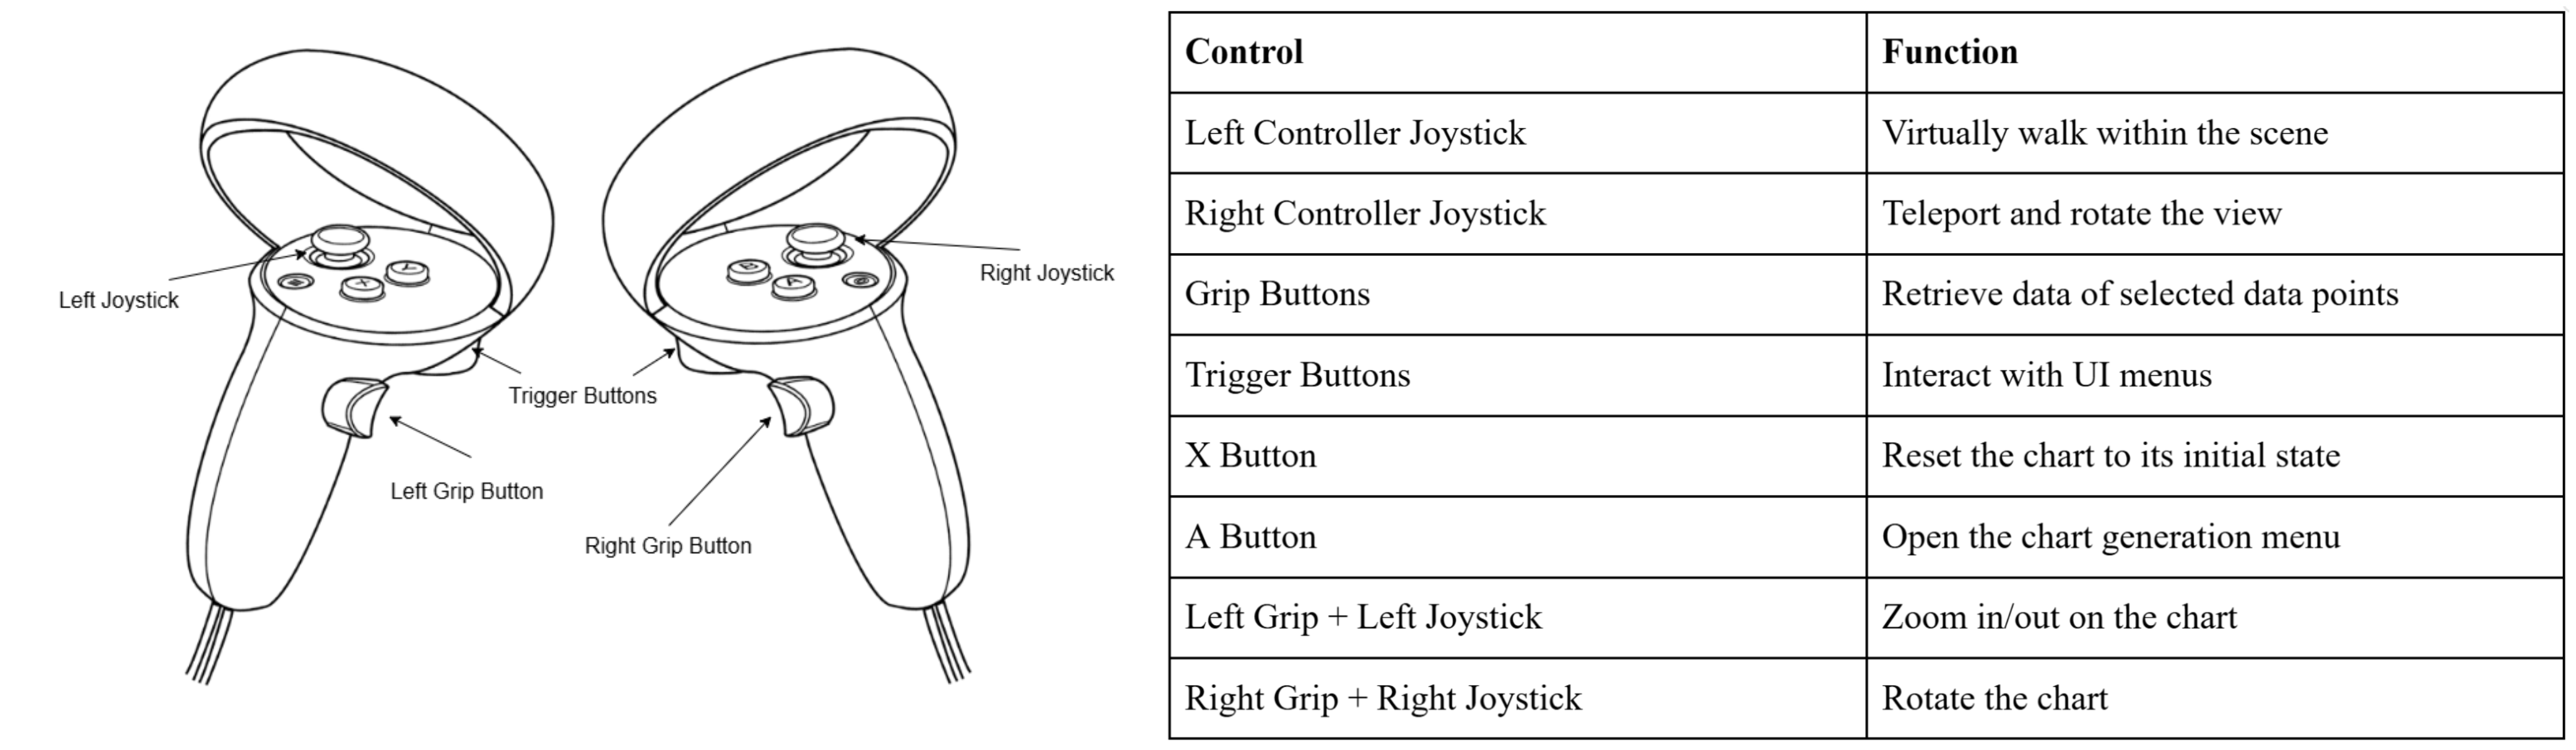 Left Joystick
Y
X
Left Grip Button
Trigger Buttons
B
A
Right Joystick
Right Grip Button
Control Function
Left Controller Joystick Virtually walk within the scene
Right Controller Joystick Teleport and rotate the view
Grip Buttons Retrieve data of selected data points
Trigger Buttons Interact with UI menus
X Button Reset the chart to its initial state
A Button Open the chart generation menu
Left Grip + Left Joystick Zoom in/out on the chart
Right Grip + Right Joystick Rotate the chart